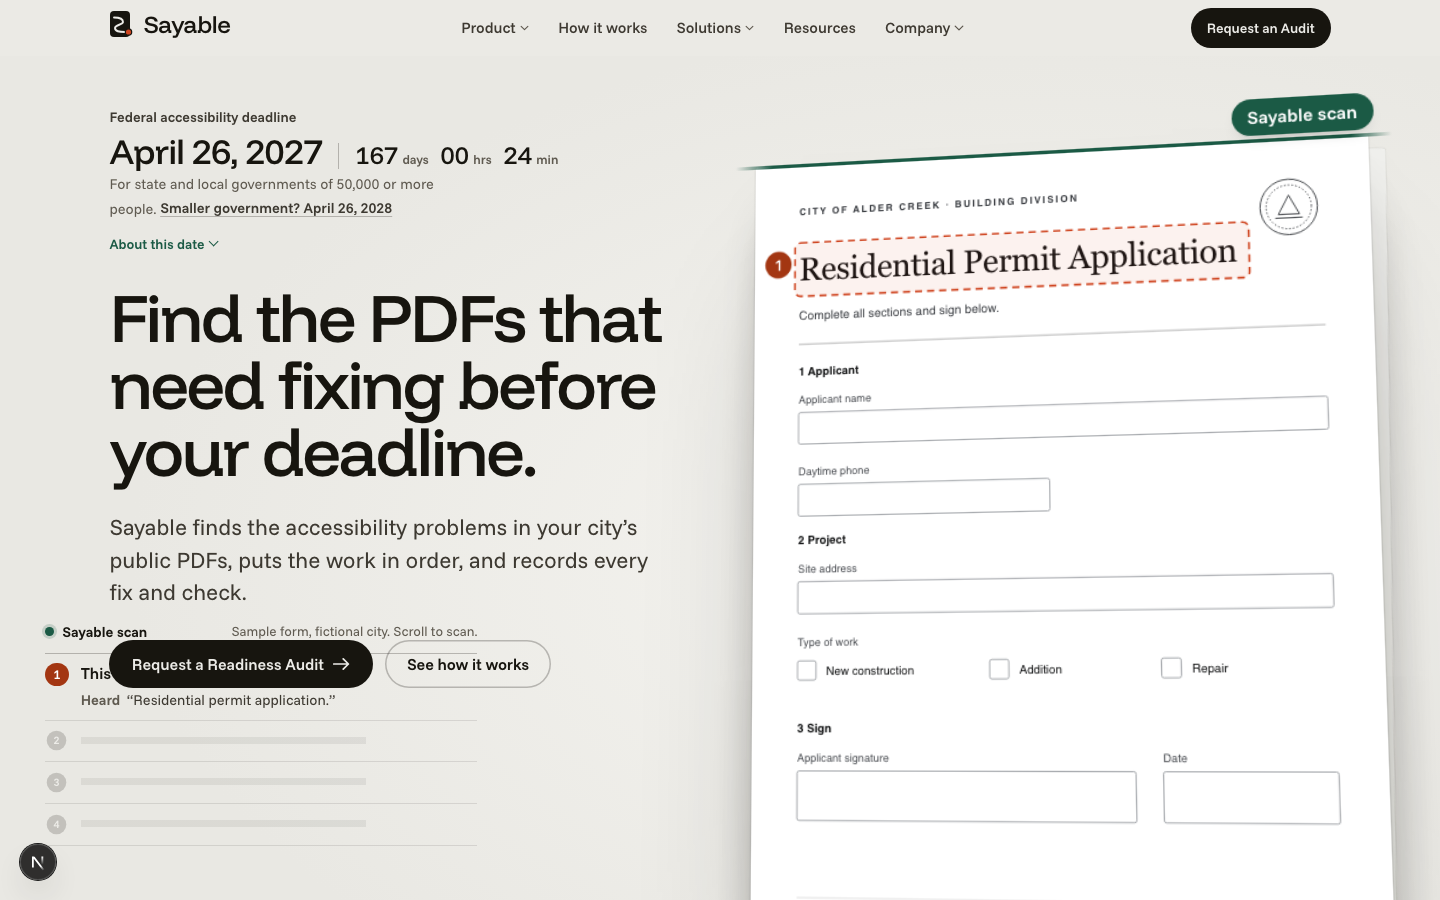 Sayable
Product
How it works
Solutions
Resources
Company
Request an Audit
Federal accessibility deadline
April 26, 2027
167 days 00 hrs 24 min
For state and local governments of 50,000 or more
people. Smaller government? April 26, 2028
About this date
Find the PDFs that
need fixing before
your deadline.
Sayable finds the accessibility problems in your city’s
public PDFs, puts the work in order, and records every
fix and check.
Sayable scan
Sample form, fictional city. Scroll to scan.
Request a Readiness Audit →
See how it works
1 This
Heard “Residential permit application.”
2
3
4
N
Sayable scan
CITY OF ALDER CREEK · BUILDING DIVISION
1
Residential Permit Application
Complete all sections and sign below.
1 Applicant
Applicant name
Daytime phone
2 Project
Site address
Type of work
New construction
Addition
Repair
3 Sign
Applicant signature
Date